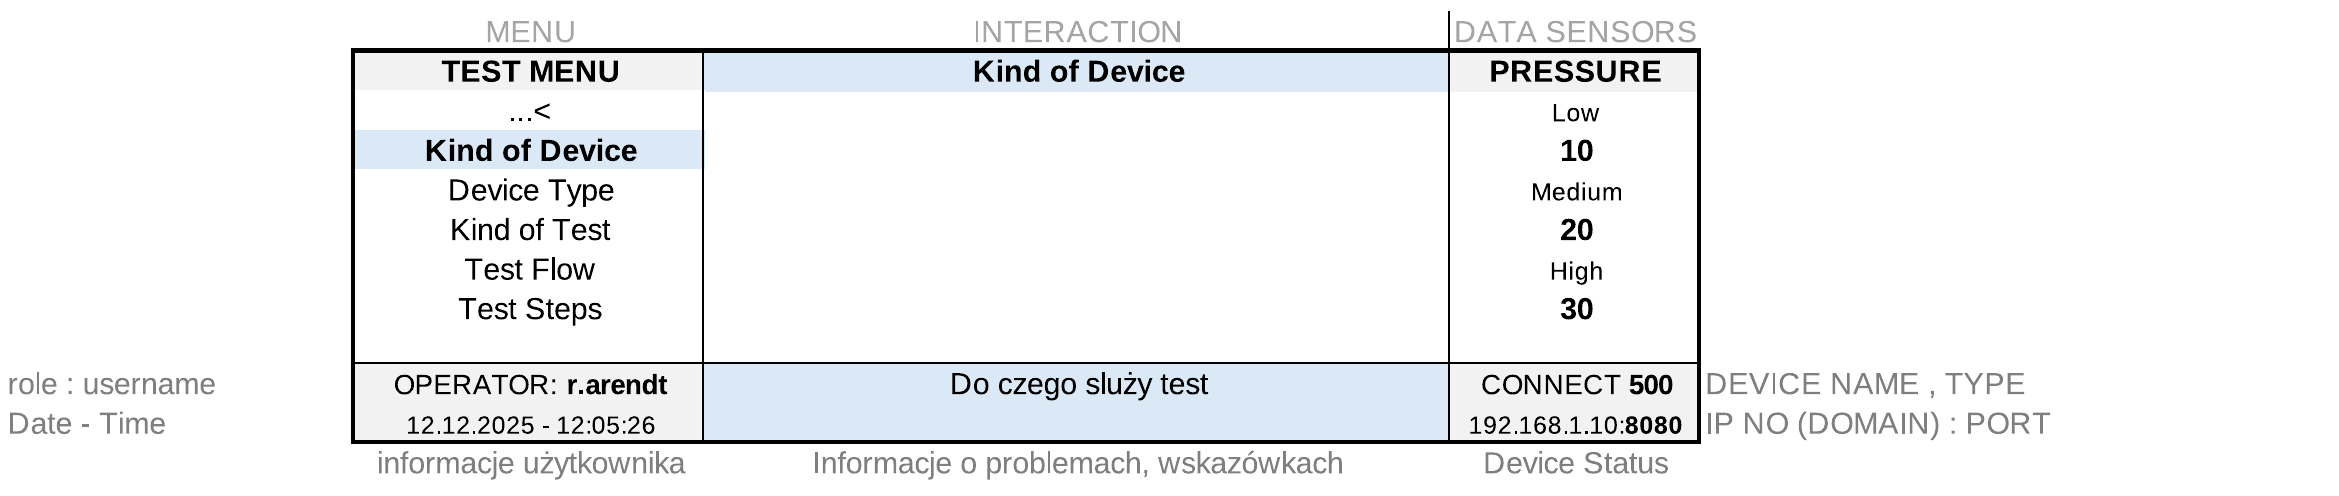 MENU
INTERACTION
DATA SENSORS
TEST MENU
Kind of Device
PRESSURE
...<
Low
Kind of Device
10
Device Type
Medium
Kind of Test
20
Test Flow
High
Test Steps
30
role : username
OPERATOR: r.arendt
Do czego służy test
CONNECT 500
DEVICE NAME , TYPE
Date - Time
12.12.2025 - 12:05:26
192.168.1.10:8080
IP NO (DOMAIN) : PORT
informacje użytkownika
Informacje o problemach, wskazówkach
Device Status